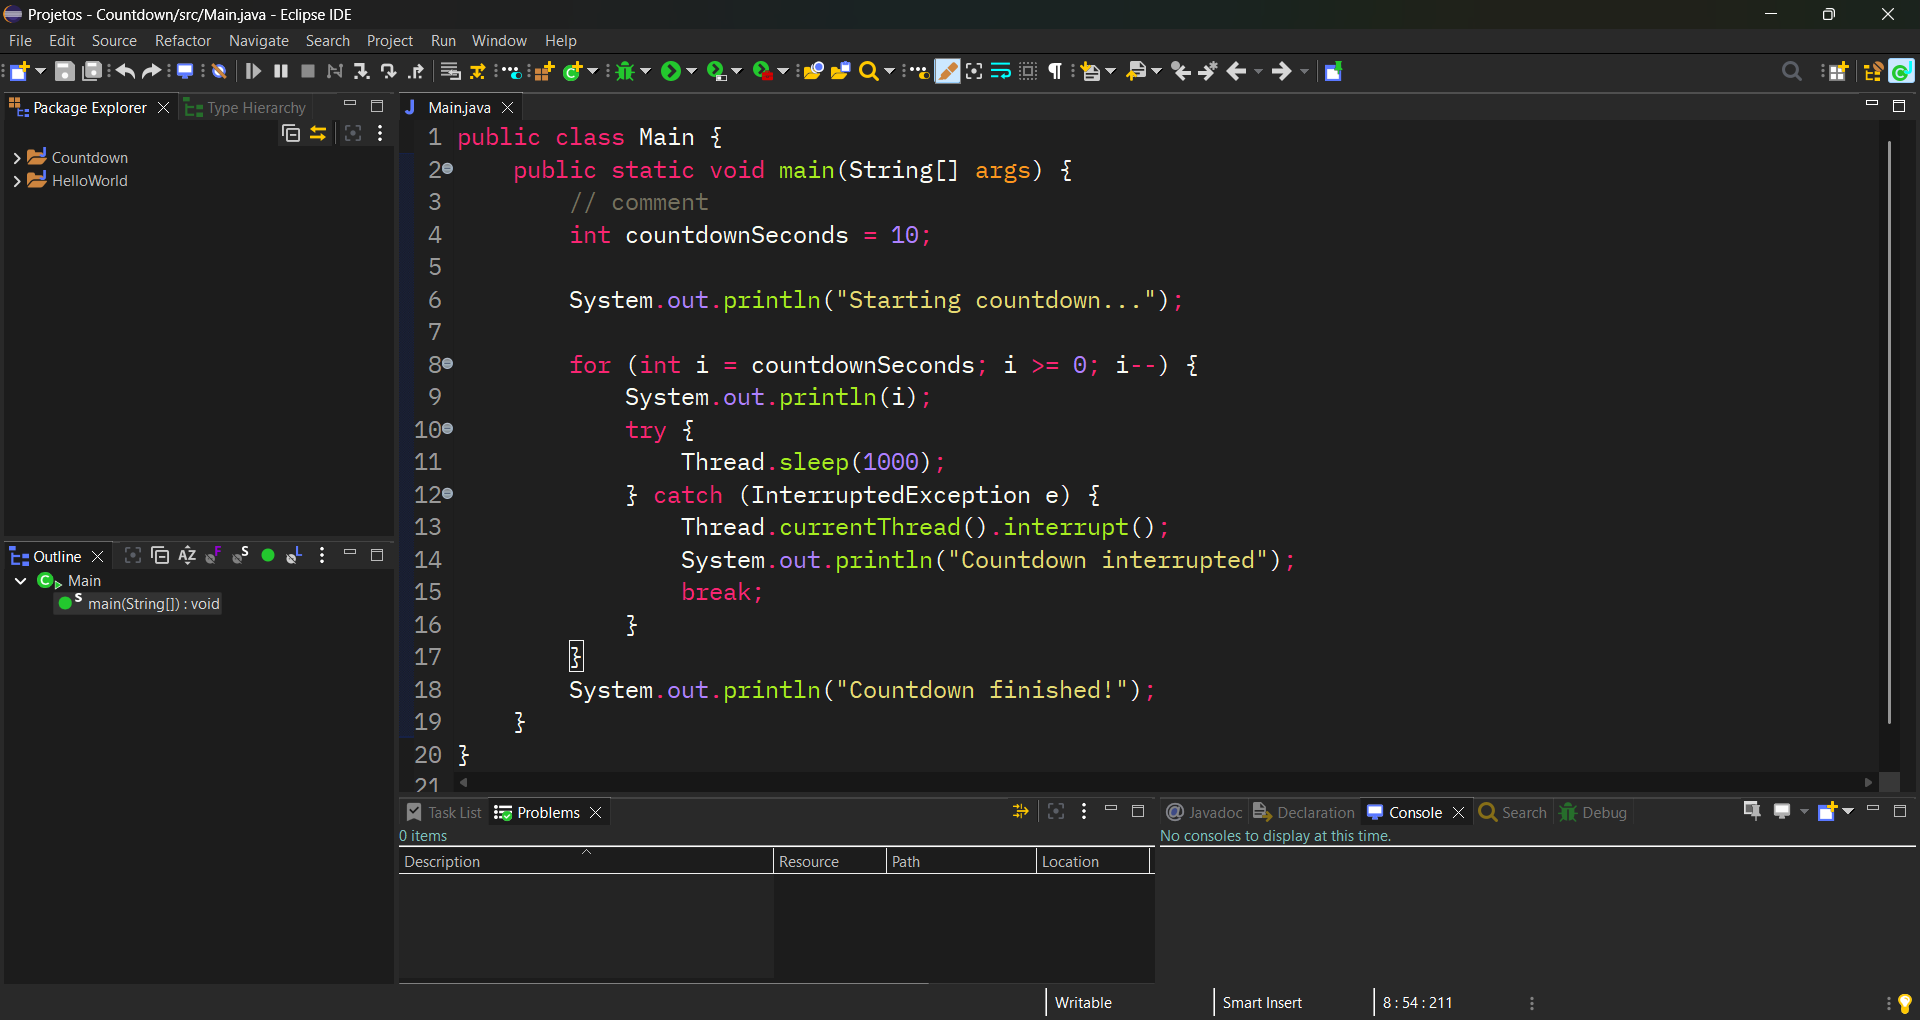 Projetos - Countdown/src/Main.java - Eclipse IDE
File Edit Source Refactor Navigate Search Project Run Window Help
Package Explorer Type Hierarchy
Countdown
HelloWorld
Outline
Main
main(String[]) : void
Main.java
1 public class Main {
2     public static void main(String[] args) {
3         // comment
4         int countdownSeconds = 10;
5
6         System.out.println("Starting countdown...");
7
8         for (int i = countdownSeconds; i >= 0; i--) {
9             System.out.println(i);
10             try {
11                 Thread.sleep(1000);
12             } catch (InterruptedException e) {
13                 Thread.currentThread().interrupt();
14                 System.out.println("Countdown interrupted");
15                 break;
16             }
17         }
18         System.out.println("Countdown finished!");
19     }
20 }
21
Task List Problems
0 items
Description Resource Path Location
Javadoc Declaration Console Search Debug
No consoles to display at this time.
Writable Smart Insert 8 : 54 : 211